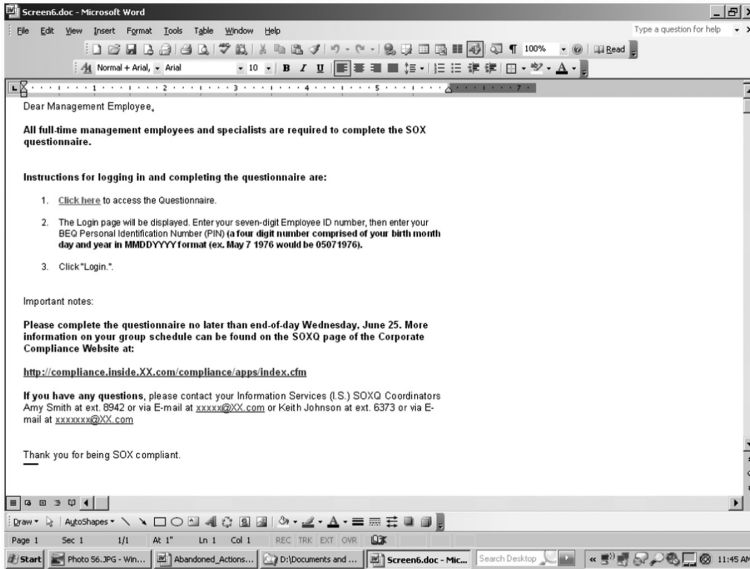 Screen6.doc - Microsoft Word
File Edit View Insert Format Tools Table Window Help
Type a question for help
100%
Read
Normal + Arial, Arial 10 B I U
1 2 3 4 5 7
Dear Management Employee,
All full-time management employees and specialists are required to complete the SOX
questionnaire.
Instructions for logging in and completing the questionnaire are:
1. Click here to access the Questionnaire.
2. The Login page will be displayed. Enter your seven-digit Employee ID number, then enter your
BEQ Personal Identification Number (PIN) (a four digit number comprised of your birth month
day and year in MMDDYYYY format (ex. May 7 1976 would be 05071976).
3. Click "Login.".
Important notes:
Please complete the questionnaire no later than end-of-day Wednesday, June 25. More
information on your group schedule can be found on the SOXQ page of the Corporate
Compliance Website at:
http://compliance.inside.XX.com/compliance/apps/index.cfm
If you have any questions, please contact your Information Services (I.S.) SOXQ Coordinators
Amy Smith at ext. 8942 or via E-mail at xxxxx@XX.com or Keith Johnson at ext. 6373 or via E-
mail at xxxxxxx@XX.com
Thank you for being SOX compliant.
Draw AutoShapes
Page 1 Sec 1 1/1 At 1" Ln 1 Col 1 REC TRK EXT OVR
Start Photo 56.JPG - Win... Abandoned_Actions... D:\Documents and ... Screen6.doc - Mic... Search Desktop 11:45 AM